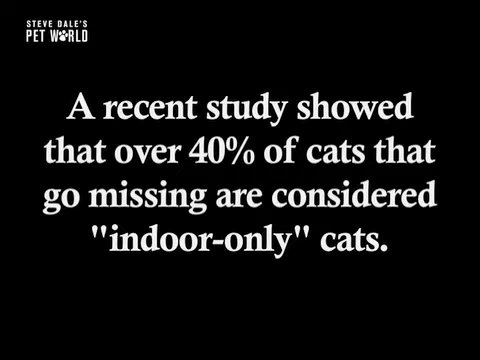 STEVE DALE'S
PET WORLD
A recent study showed
that over 40% of cats that
go missing are considered
"indoor-only" cats.